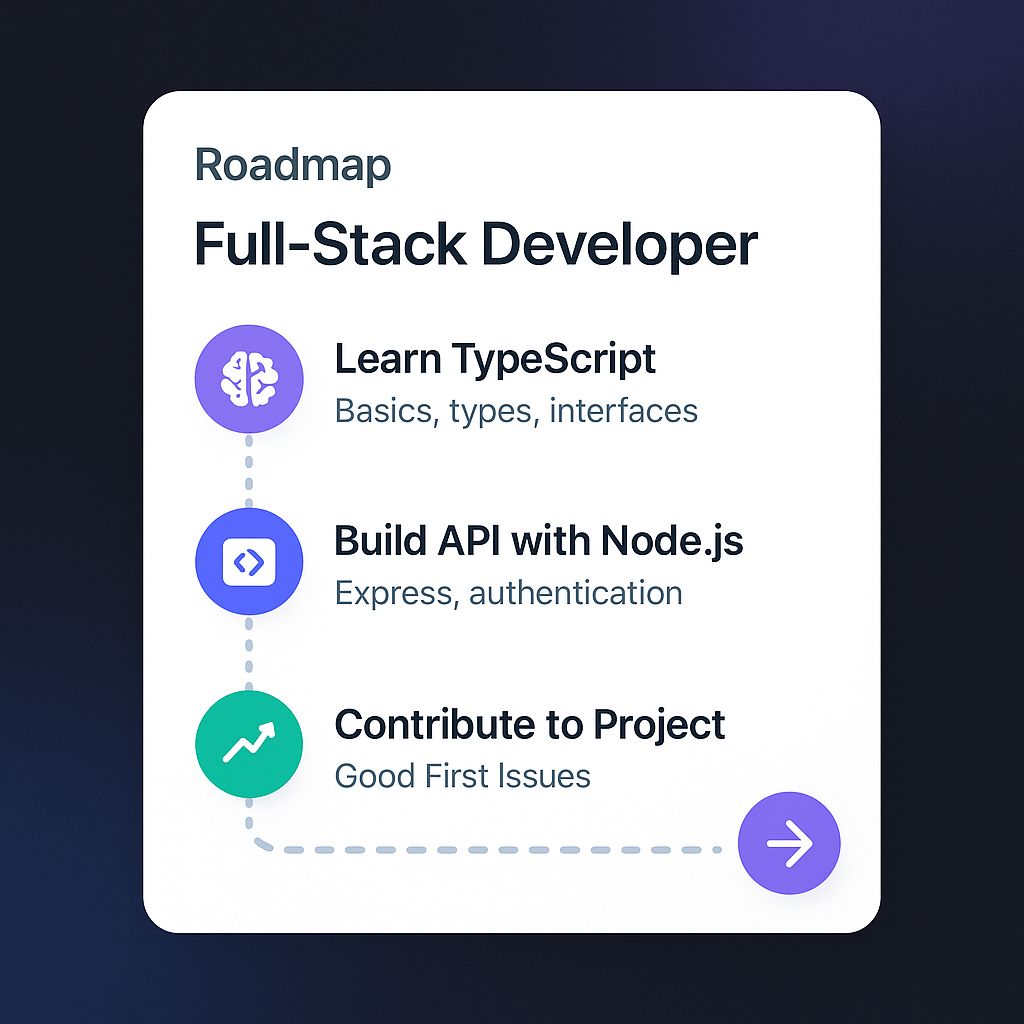 Roadmap
Full-Stack Developer
Learn TypeScript
Basics, types, interfaces
Build API with Node.js
Express, authentication
Contribute to Project
Good First Issues